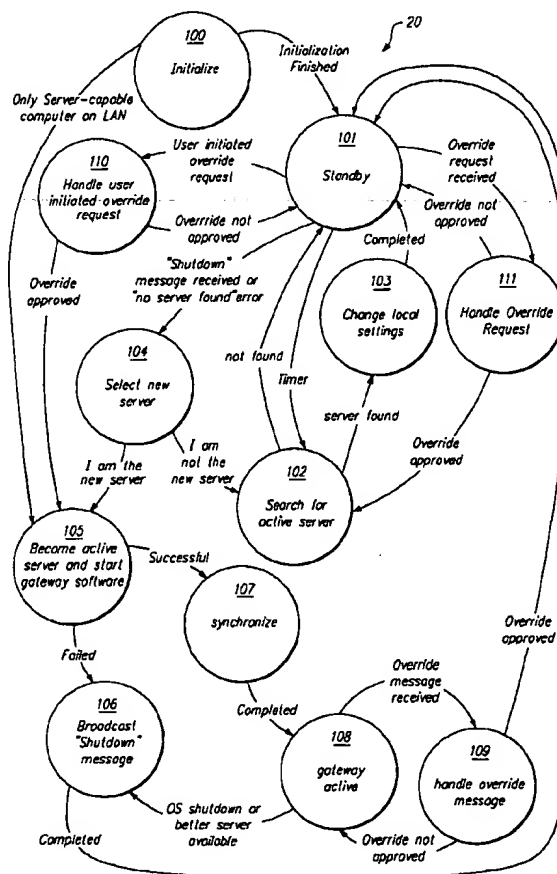 20
100
Initialize
Initialization
Finished
Only Server-capable
computer on LAN
110
Handle user
initiated override
request
User initiated
override
request
101
Standby
Override
request
received
Overrride not
approved
Override not
approved
Completed
"Shutdown"
message received or
"no server found" error
Override
approved
103
Change local
settings
111
Handle Override
Request
104
Select new
server
not found
Timer
server found
Override
approved
I am the
new server
I am
not the
new server
102
Search for
active server
105
Become active
server and start
gateway software
Successful
107
synchronize
Failed
Completed
Override
message
received
Override
approved
106
Broadcast
"Shutdown"
message
108
gateway
active
109
handle override
message
OS shutdown or
better server
available
Override not
approved
Completed